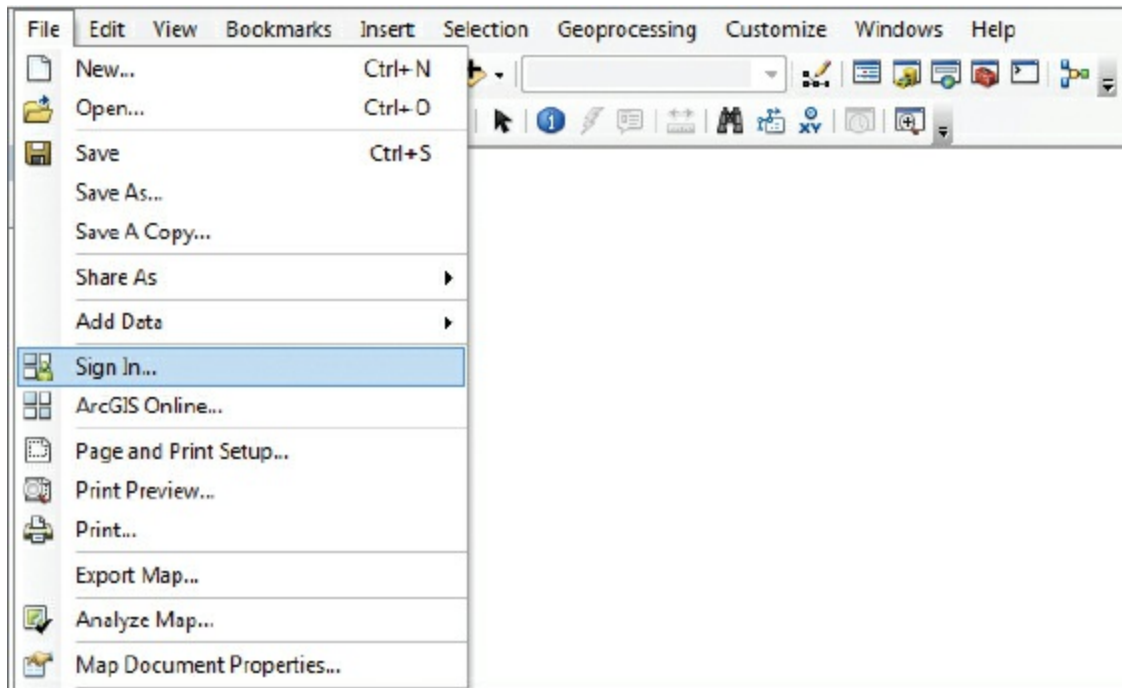 File Edit View Bookmarks Insert Selection Geoprocessing Customize Windows Help
New... Ctrl+N
Open... Ctrl+O
Save Ctrl+S
Save As...
Save A Copy...
Share As
Add Data
Sign In...
ArcGIS Online...
Page and Print Setup...
Print Preview...
Print...
Export Map...
Analyze Map...
Map Document Properties...
XY